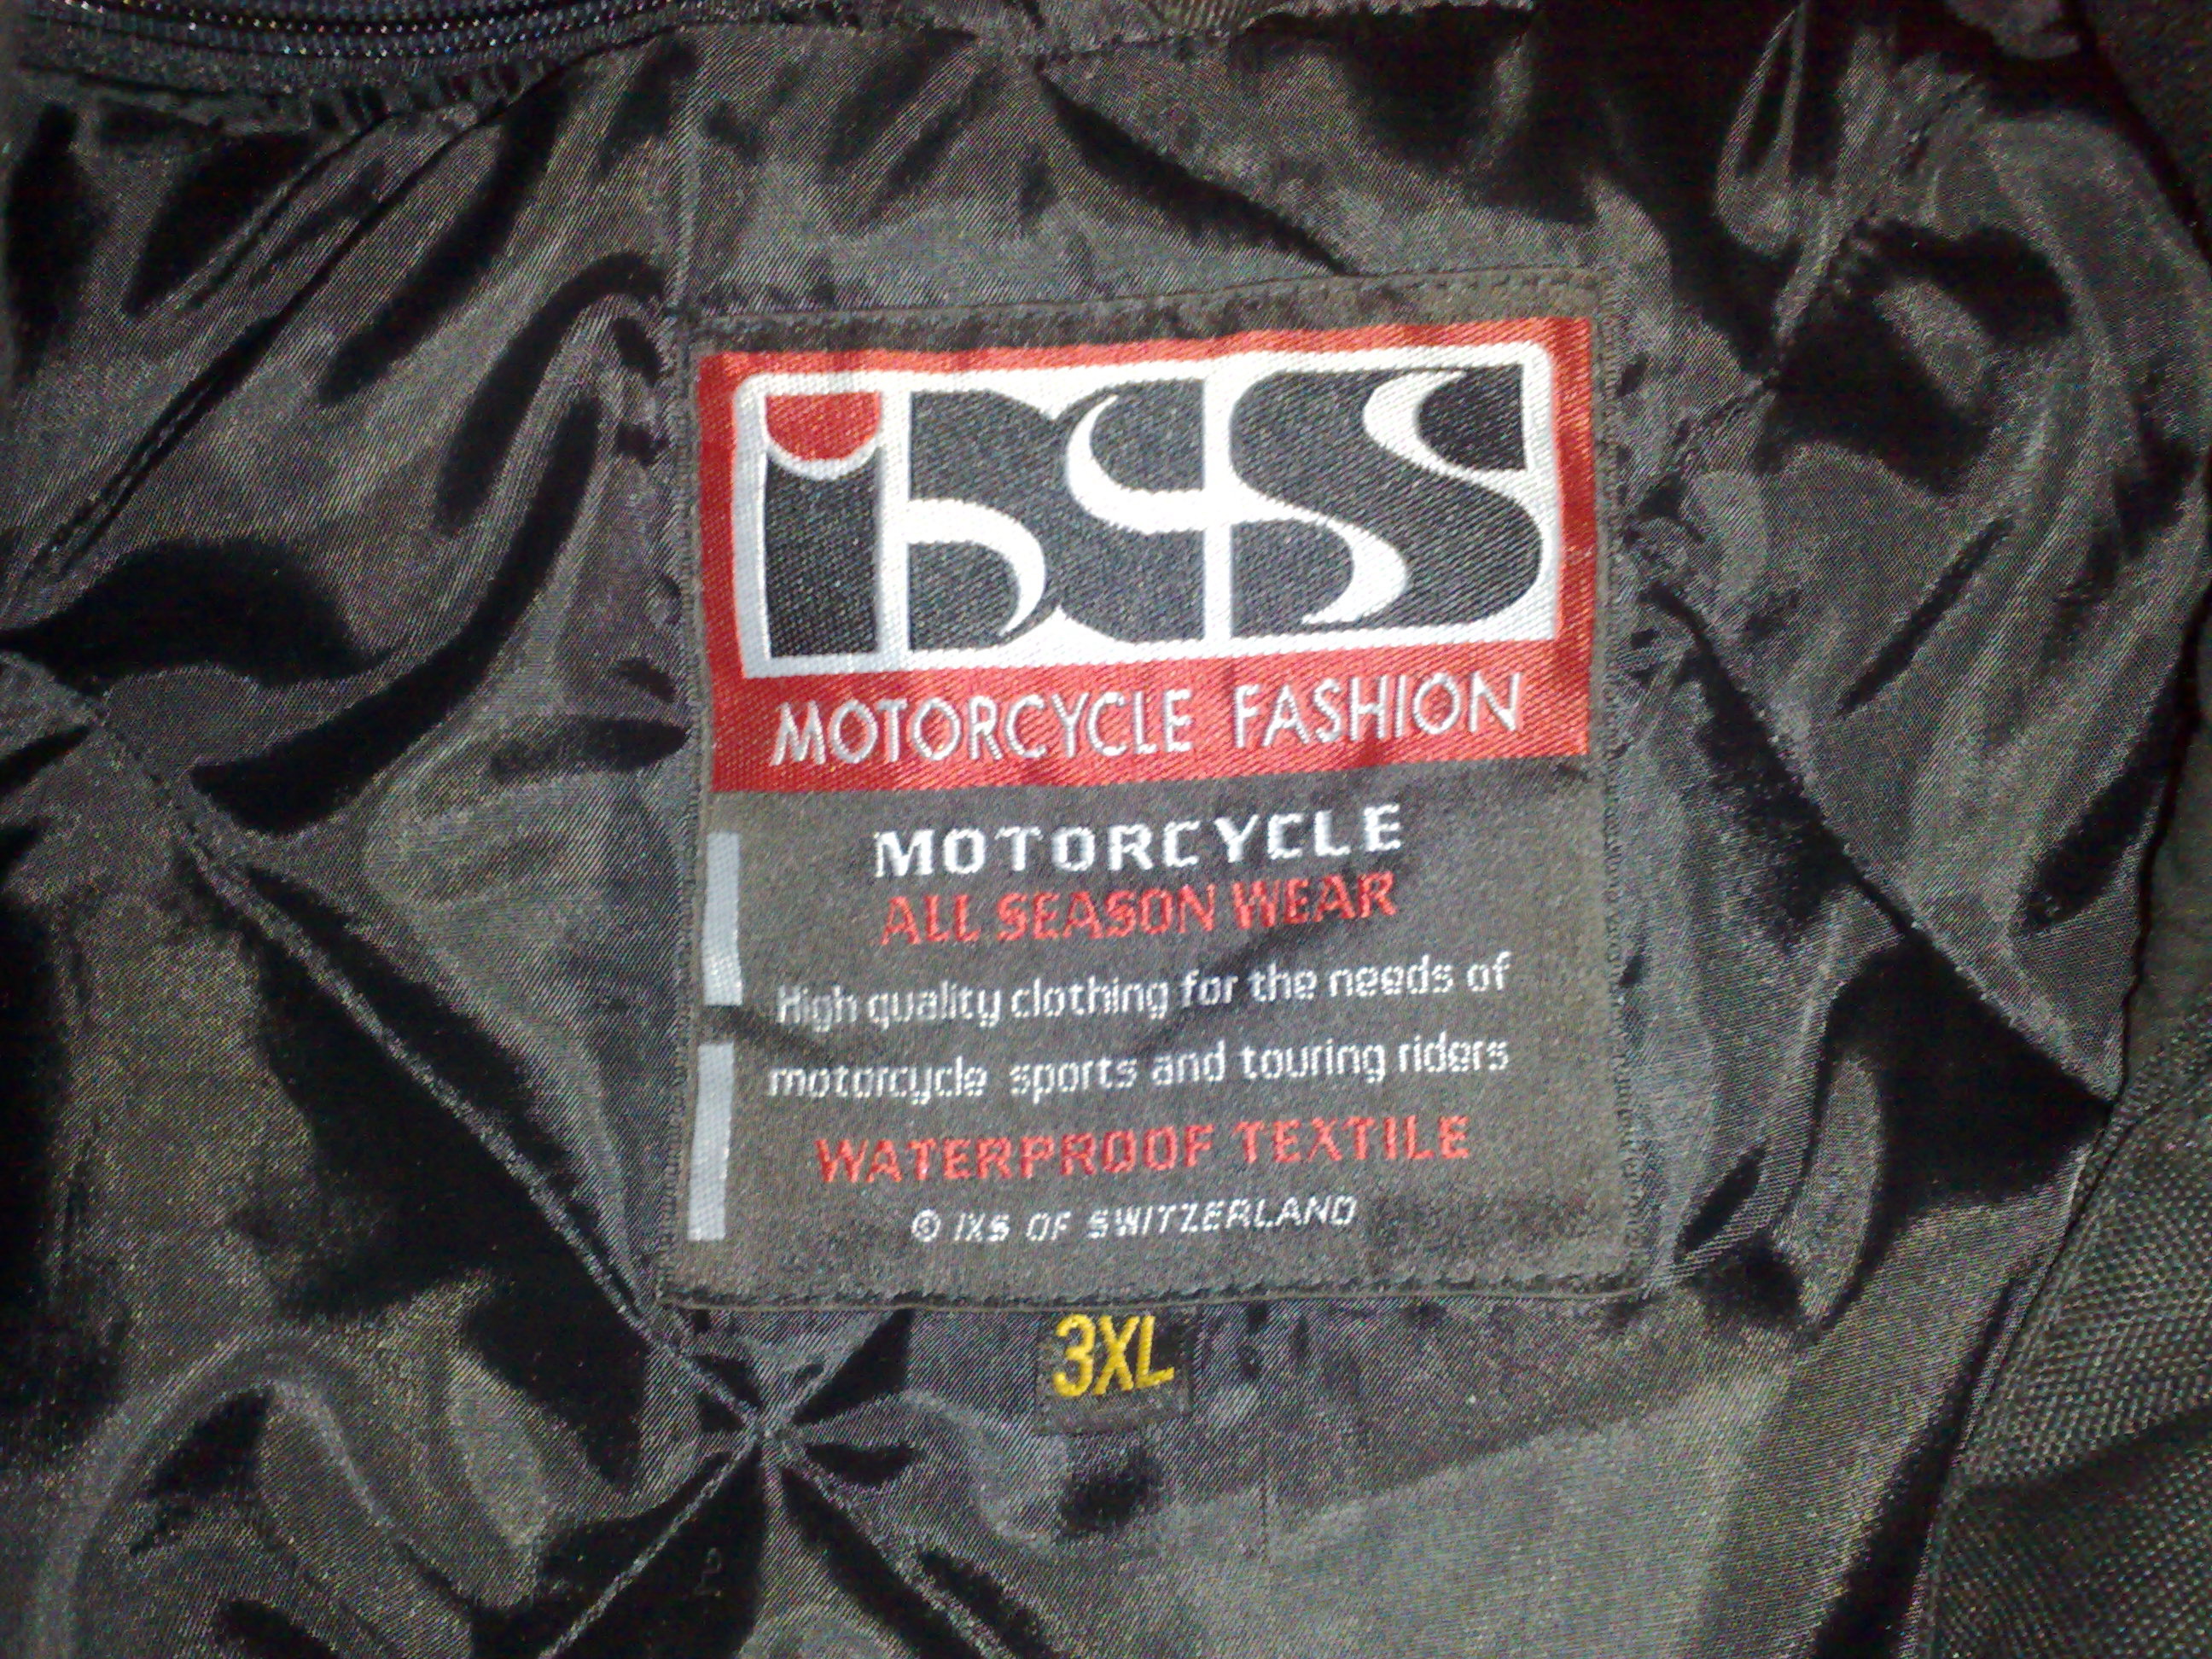 iXS
MOTORCYCLE FASHION
MOTORCYCLE
ALL SEASON WEAR
High quality clothing for the needs of
motorcycle sports and touring riders
WATERPROOF TEXTILE
© IXS OF SWITZERLAND
3XL